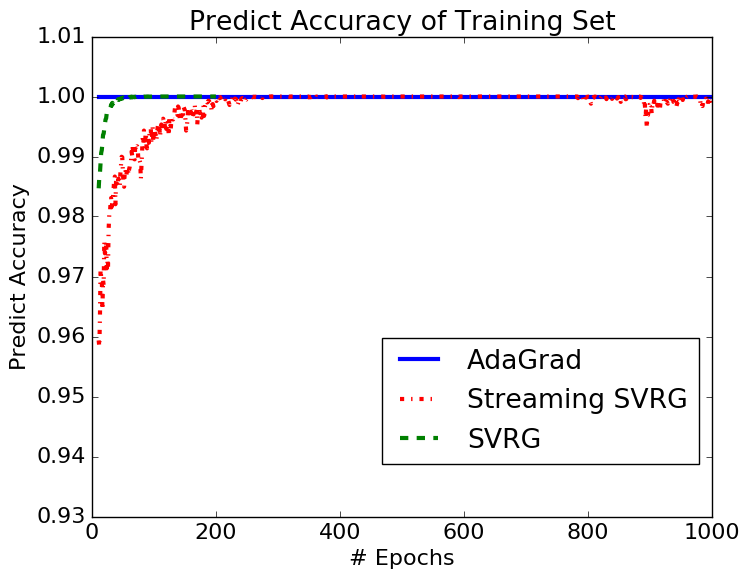 Predict Accuracy of Training Set
1.01
1.00
0.99
0.98
0.97
0.96
0.95
0.94
0.93
Predict Accuracy
AdaGrad
Streaming SVRG
SVRG
0 200 400 600 800 1000
# Epochs